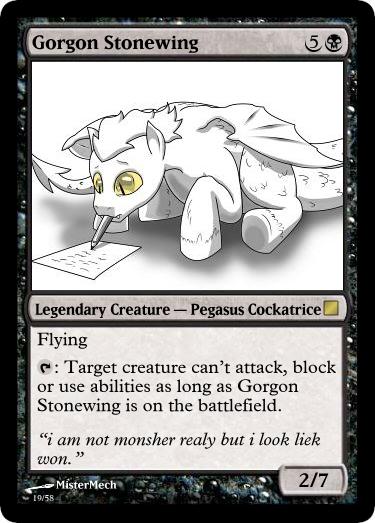 Gorgon Stonewing 5
Legendary Creature — Pegasus Cockatrice
Flying
: Target creature can't attack, block
or use abilities as long as Gorgon
Stonewing is on the battlefield.
“i am not monsher realy but i look liek
won.”
MisterMech
2/7
19/58